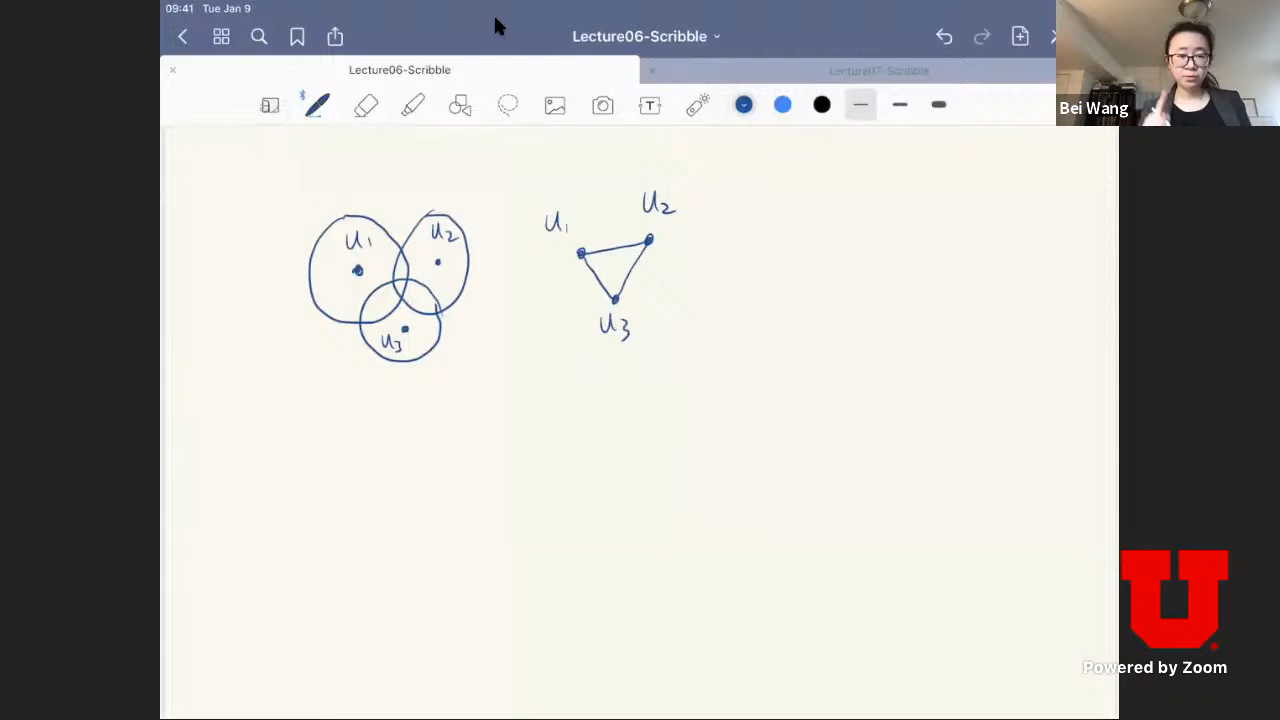 09:41 Tue Jan 9
Lecture06-Scribble
Lecture06-Scribble
Lecture07-Scribble
T
Bei Wang
U₁
U₂
U₃
U₁
U₂
U₃
U
Powered by Zoom